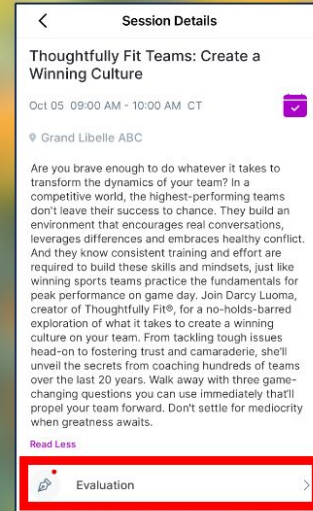 Session Details
Thoughtfully Fit Teams: Create a
Winning Culture
Oct 05 09:00 AM - 10:00 AM CT
Grand Libelle ABC
Are you brave enough to do whatever it takes to
transform the dynamics of your team? In a
competitive world, the highest-performing teams
don't leave their success to chance. They build an
environment that encourages real conversations,
leverages differences and embraces healthy conflict.
And they know consistent training and effort are
required to build these skills and mindsets, just like
winning sports teams practice the fundamentals for
peak performance on game day. Join Darcy Luoma,
creator of Thoughtfully Fit®, for a no-holds-barred
exploration of what it takes to create a winning
culture on your team. From tackling tough issues
head-on to fostering trust and camaraderie, she'll
unveil the secrets from coaching hundreds of teams
over the last 20 years. Walk away with three game-
changing questions you can use immediately that'll
propel your team forward. Don't settle for mediocrity
when greatness awaits.
Read Less
Evaluation